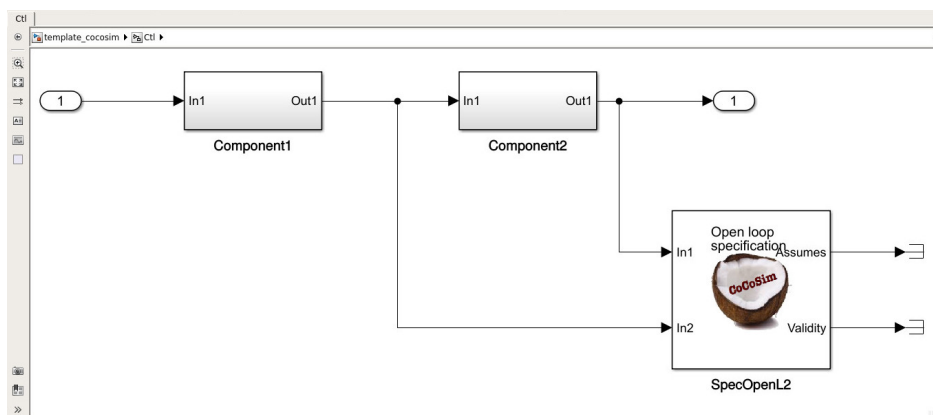 Ctl
template_cocosim Ctl
1
In1 Out1
Component1
In1 Out1
Component2
1
Open loop
specification
In1 Assumes
CoCoSim
In2 Validity
SpecOpenL2